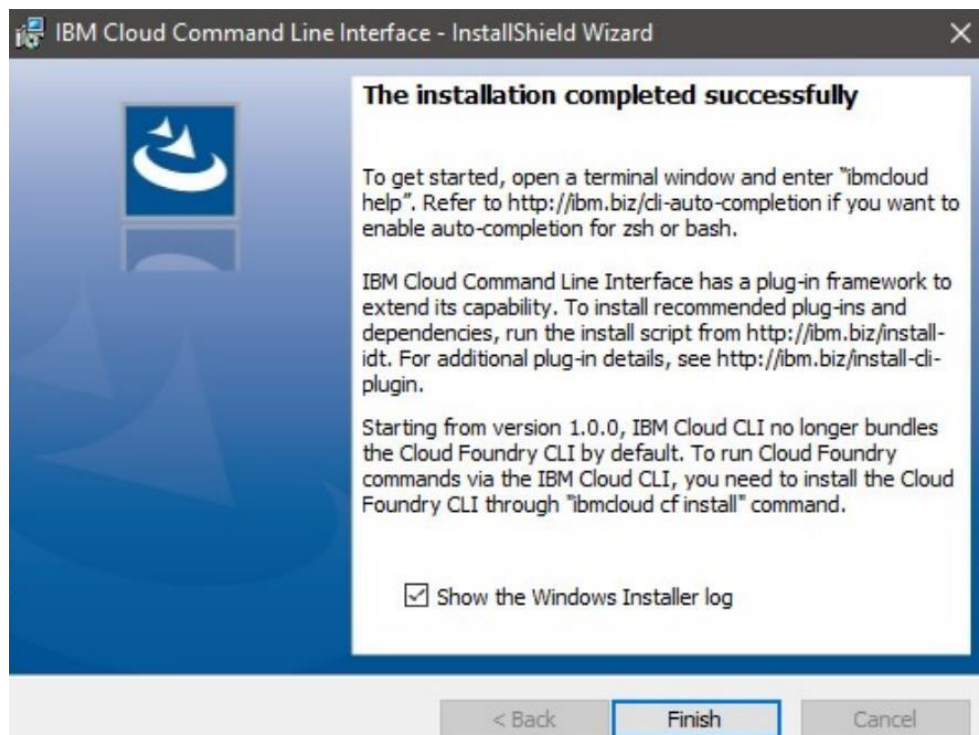 IBM Cloud Command Line Interface - InstallShield Wizard
The installation completed successfully
To get started, open a terminal window and enter "ibmcloud
help". Refer to http://ibm.biz/cli-auto-completion if you want to
enable auto-completion for zsh or bash.
IBM Cloud Command Line Interface has a plug-in framework to
extend its capability. To install recommended plug-ins and
dependencies, run the install script from http://ibm.biz/install-
idt. For additional plug-in details, see http://ibm.biz/install-cli-
plugin.
Starting from version 1.0.0, IBM Cloud CLI no longer bundles
the Cloud Foundry CLI by default. To run Cloud Foundry
commands via the IBM Cloud CLI, you need to install the Cloud
Foundry CLI through "ibmcloud cf install" command.
Show the Windows Installer log
< Back Finish Cancel